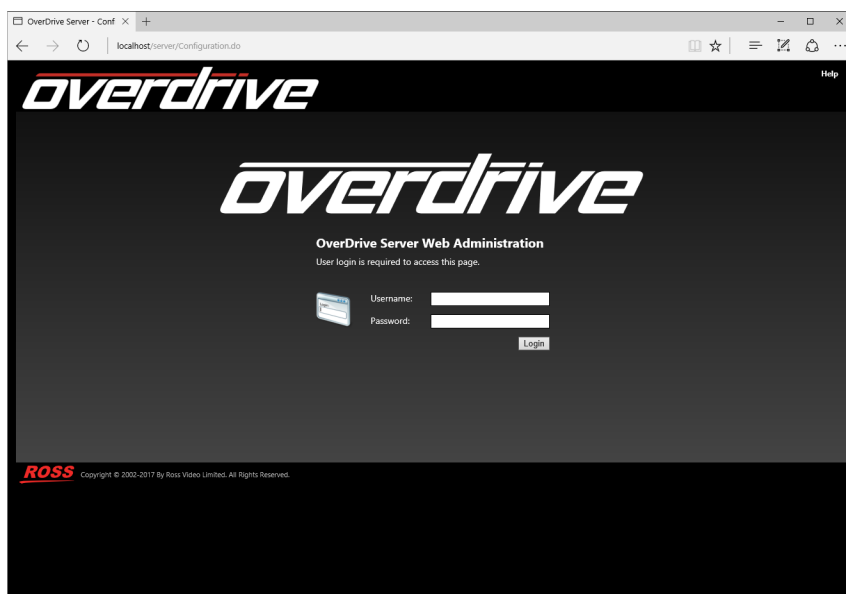 OverDrive Server - Conf
localhost/server/Configuration.do
overdrive
Help
overdrive
OverDrive Server Web Administration
User login is required to access this page.
Username:
Password:
Login
ROSS
Copyright © 2002-2017 By Ross Video Limited. All Rights Reserved.